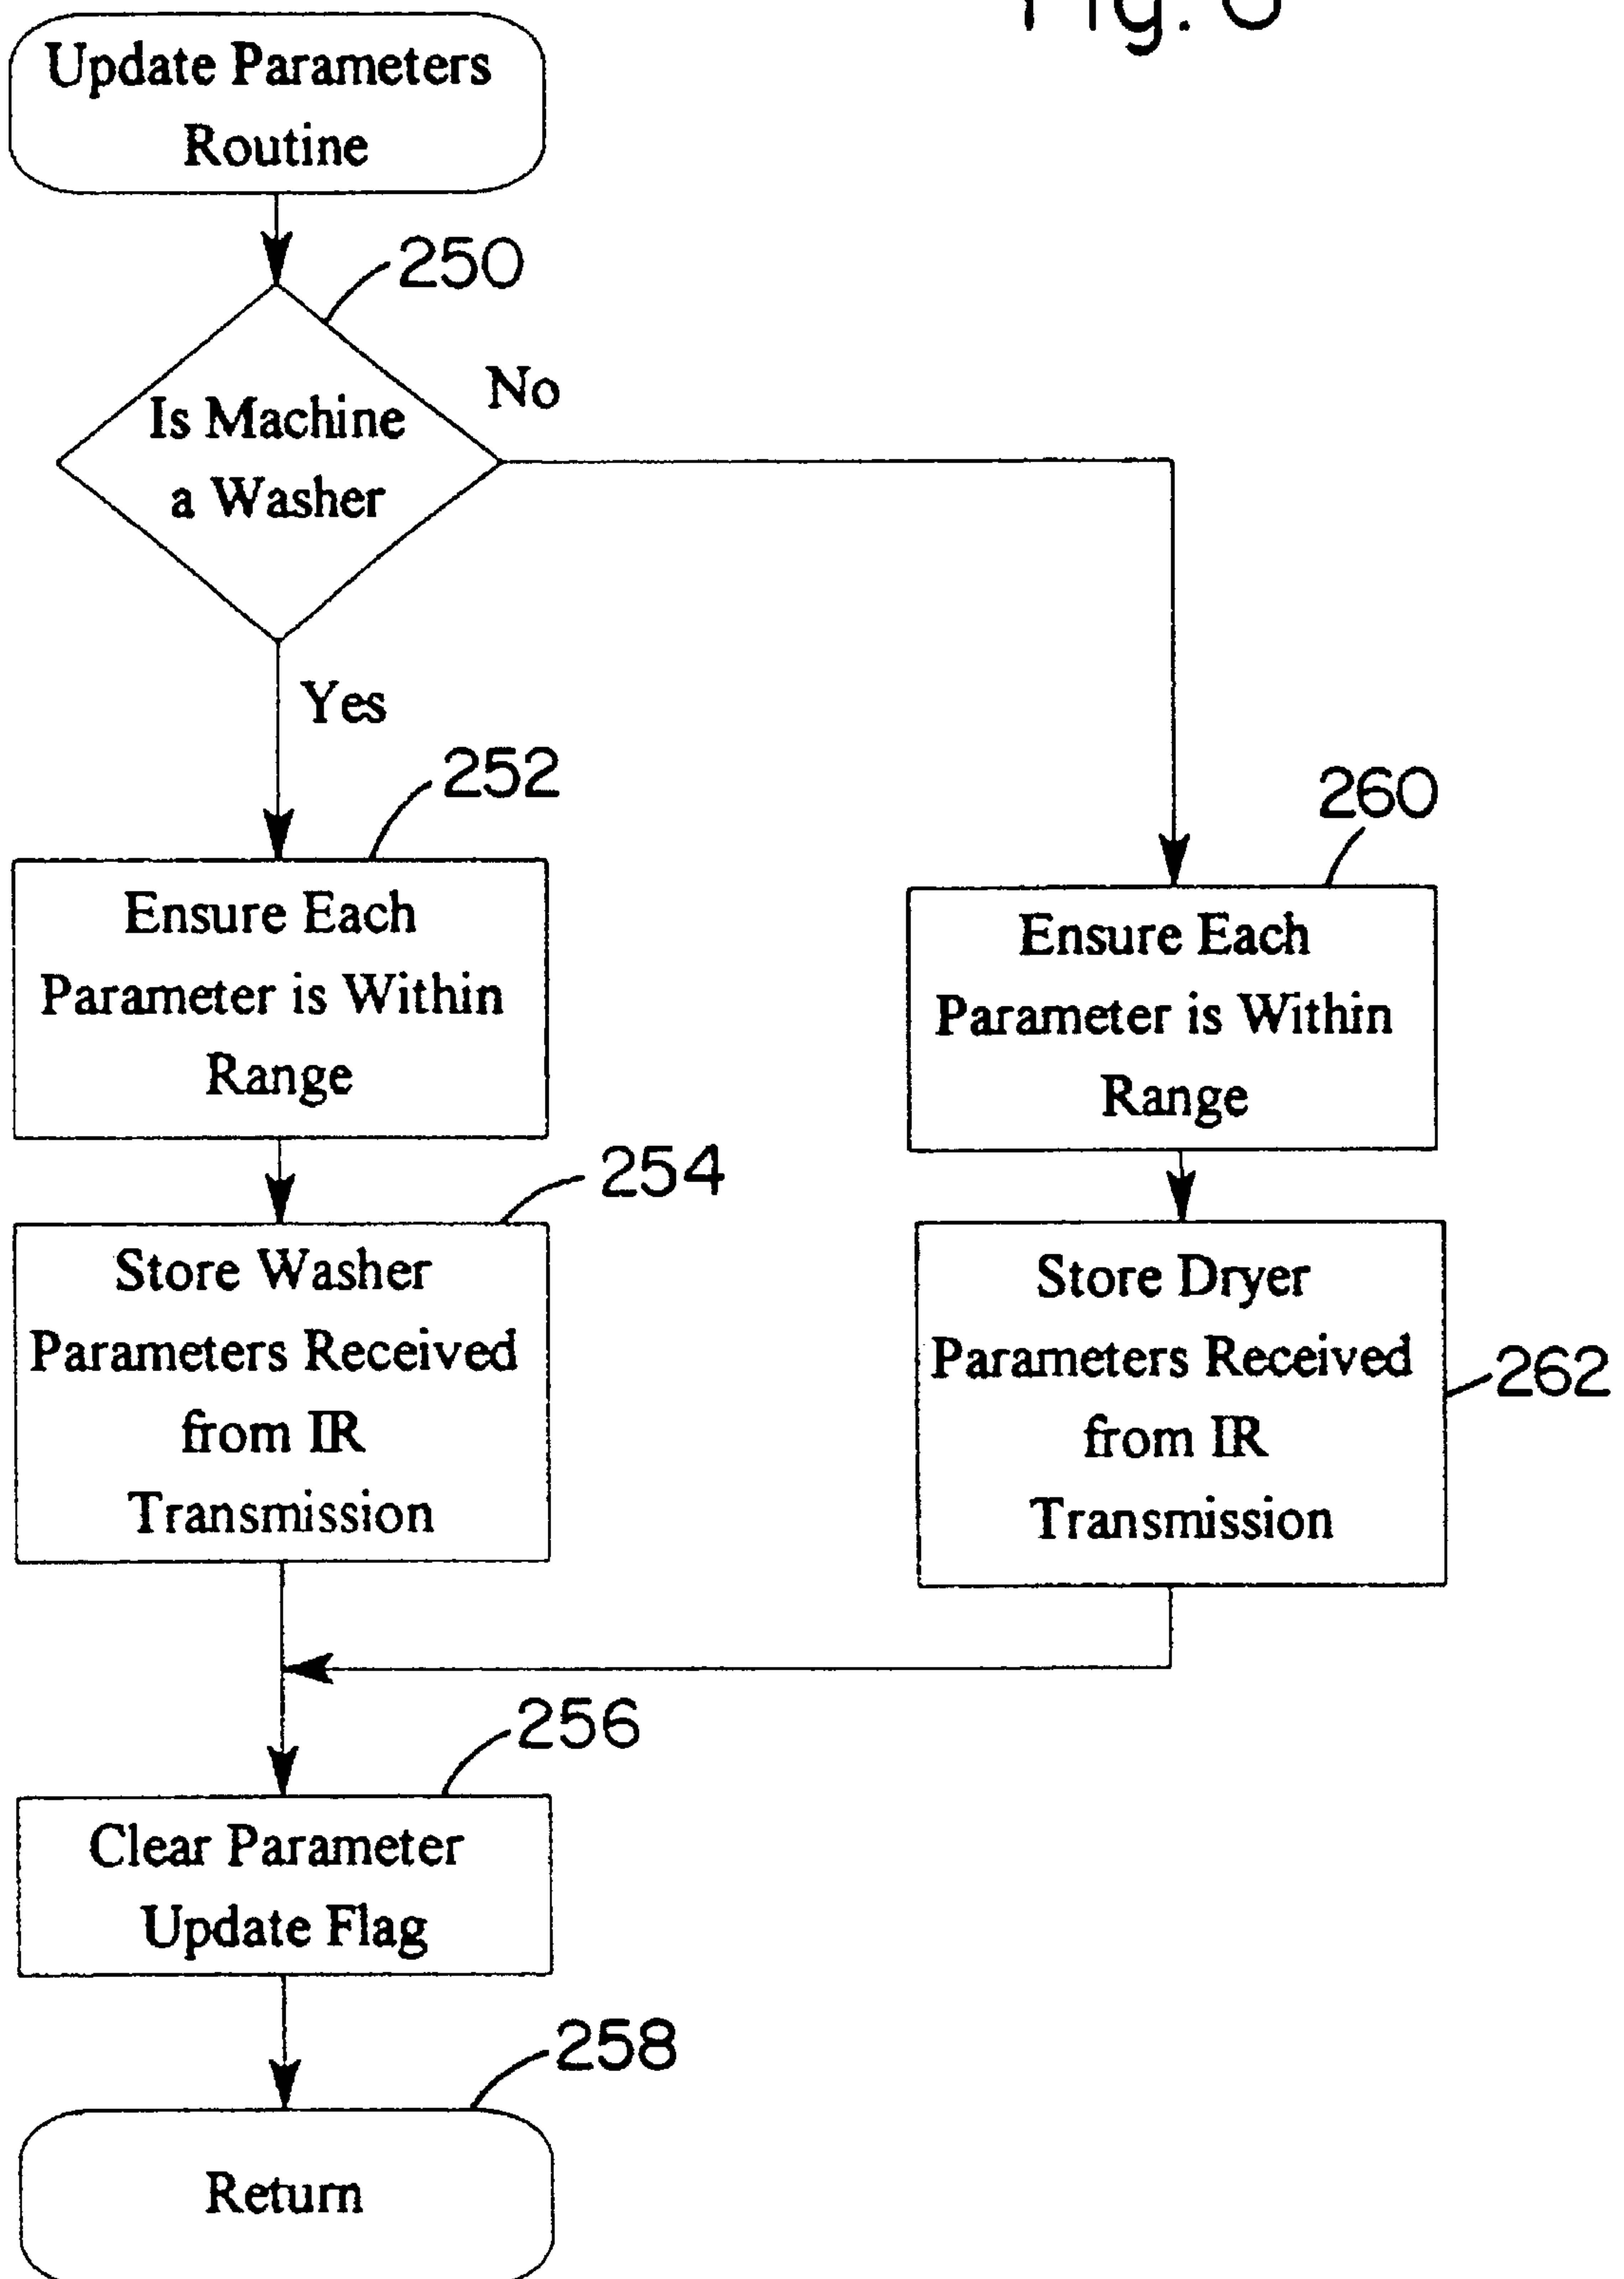 Fig.
Update Parameters
Routine
250
Is Machine
a Washer
No
Yes
252
Ensure Each
Parameter is Within
Range
260
Ensure Each
Parameter is Within
Range
254
Store Washer
Parameters Received
from IR
Transmission
Store Dryer
Parameters Received
from IR
Transmission
262
256
Clear Parameter
Update Flag
258
Return